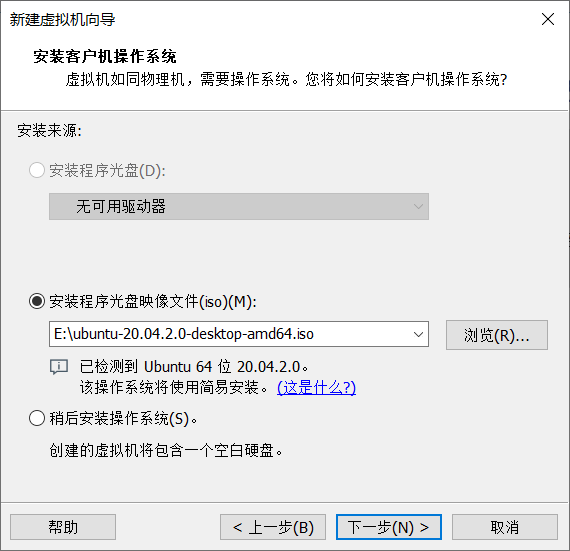 新建虚拟机向导
安装客户机操作系统
虚拟机如同物理机，需要操作系统。您将如何安装客户机操作系统?
安装来源:
安装程序光盘(D):
无可用驱动器
安装程序光盘映像文件(iso)(M):
E:\ubuntu-20.04.2.0-desktop-amd64.iso
浏览(R)...
已检测到 Ubuntu 64 位 20.04.2.0。
该操作系统将使用简易安装。(这是什么?)
稍后安装操作系统(S)。
创建的虚拟机将包含一个空白硬盘。
帮助
< 上一步(B)
下一步(N) >
取消